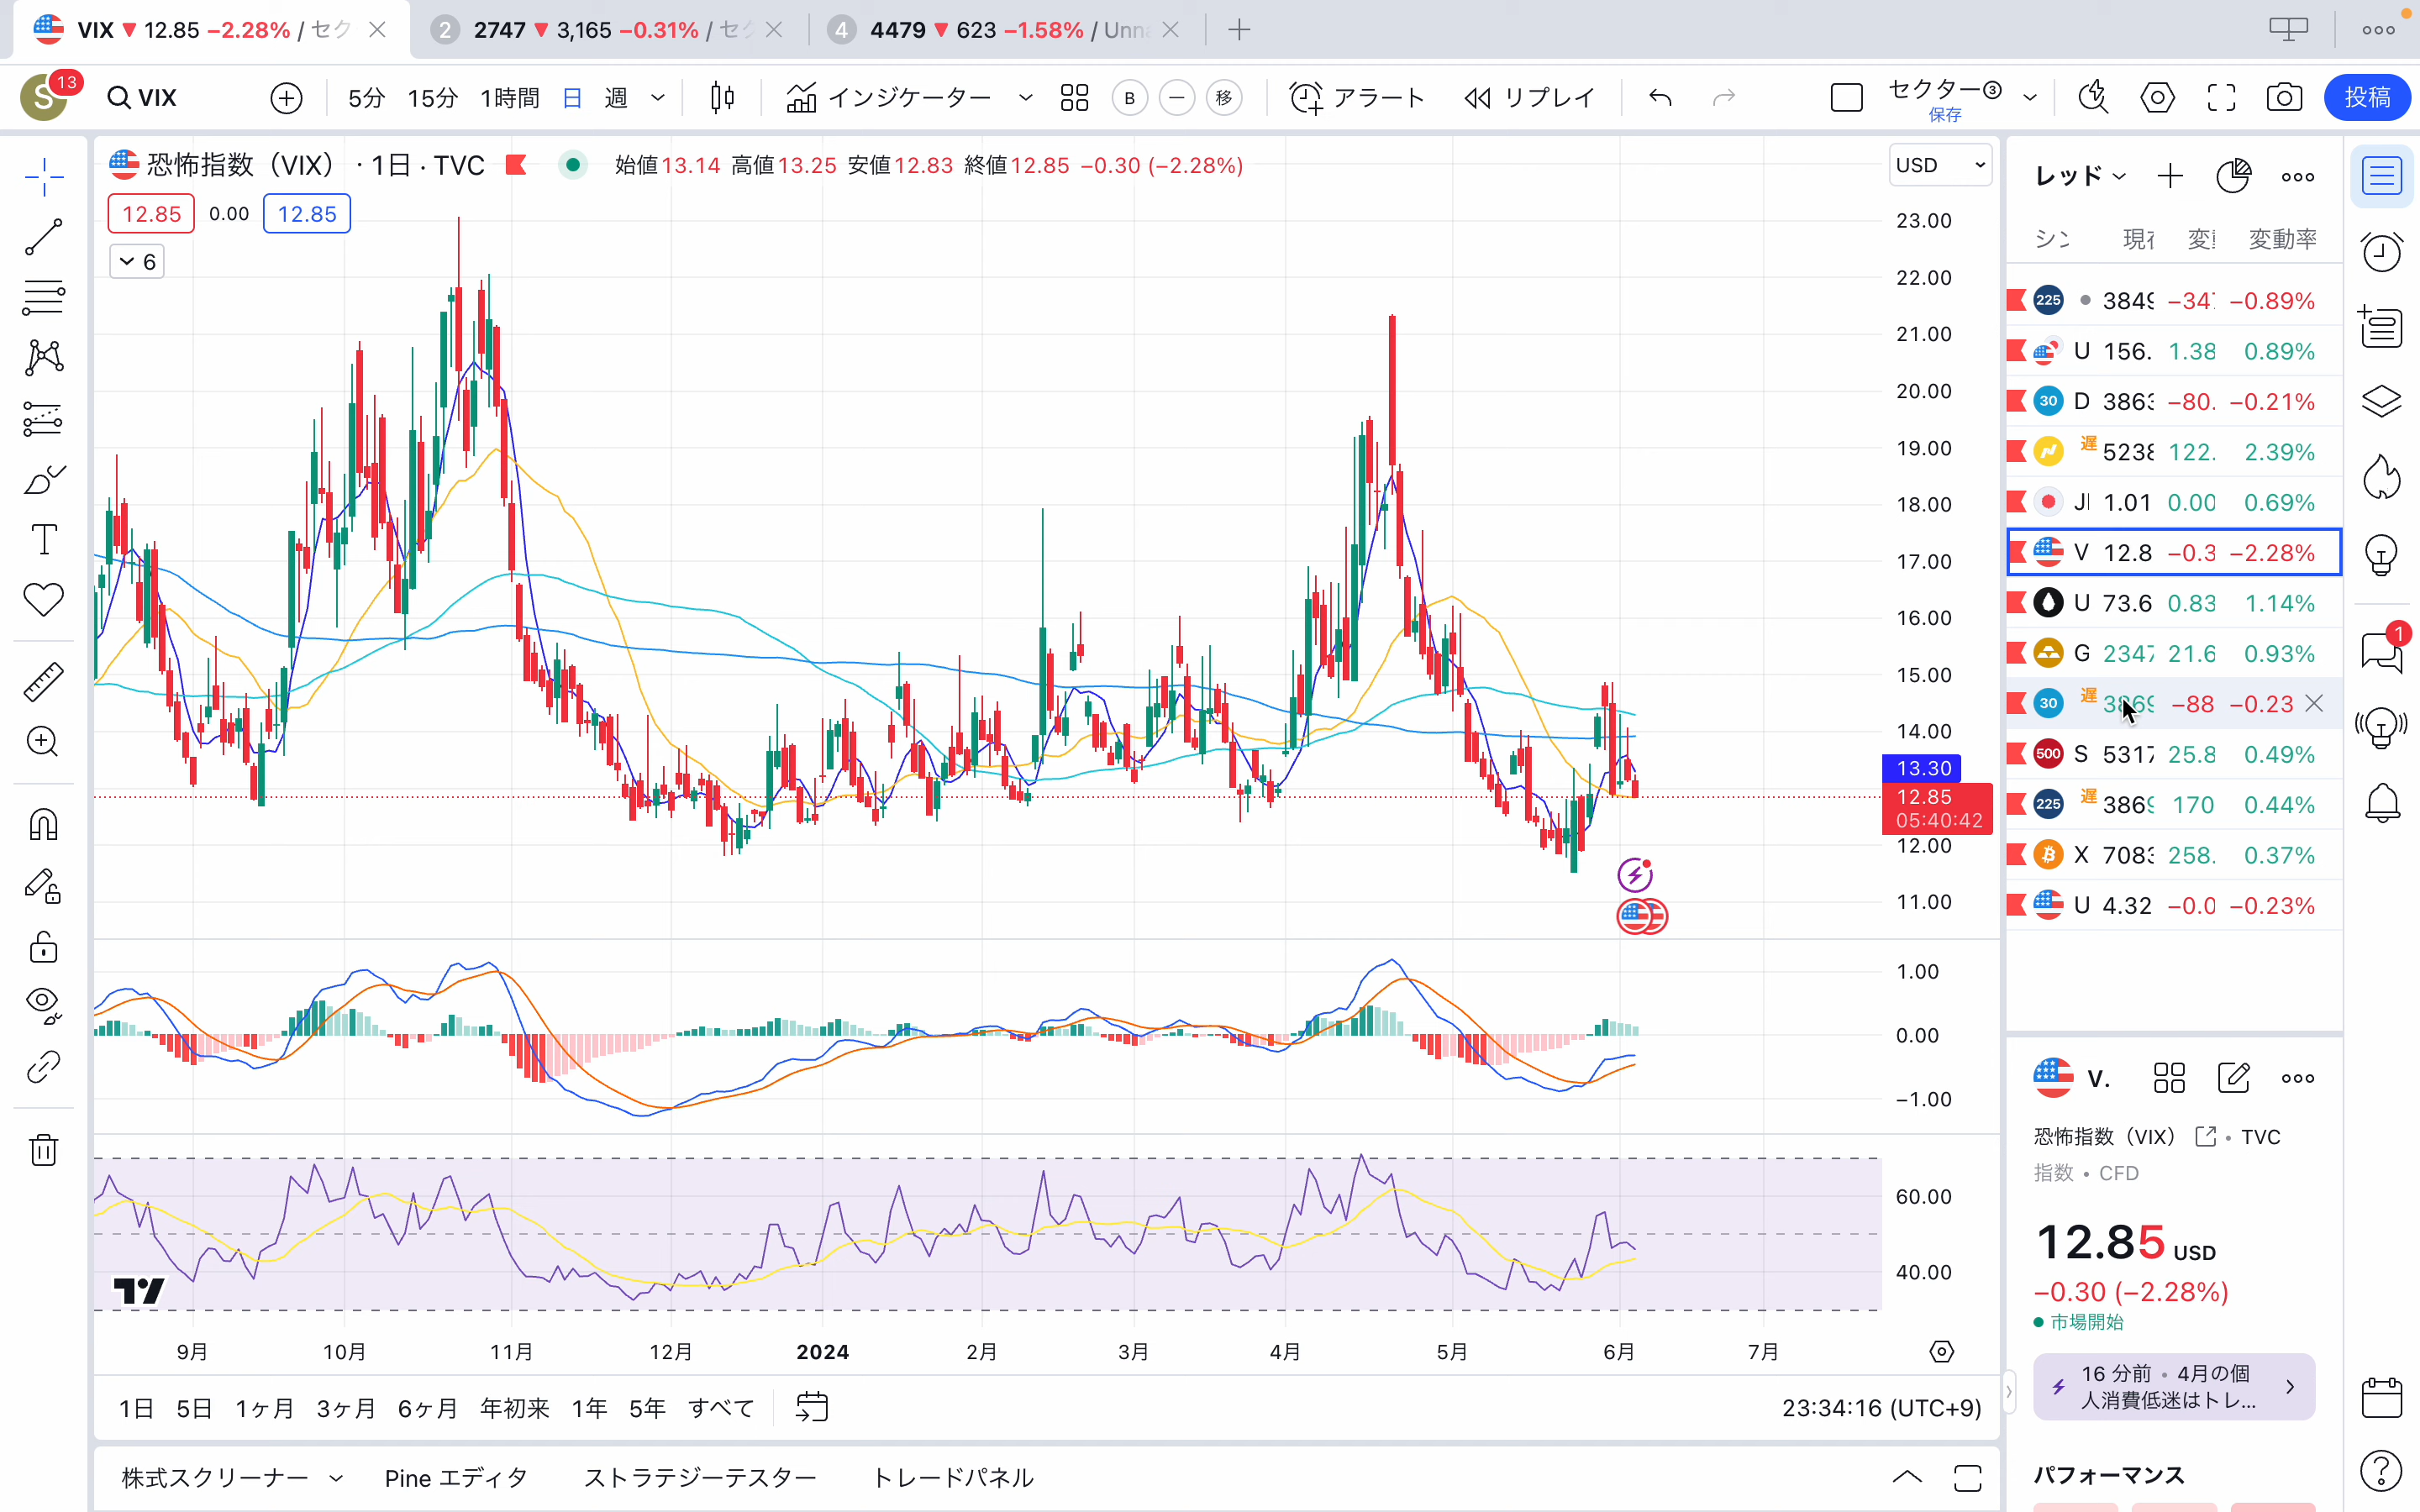 VIX ▼ 12.85 −2.28% / セク
2 2747 ▼ 3,165 −0.31% / セク
4 4479 ▼ 623 −1.58% / Unn
S 13
VIX
5分 15分 1時間 日 週
インジケーター
B 移
アラート
リプレイ
セクター③
保存
投稿
恐怖指数（VIX） · 1日 · TVC
始値13.14 高値13.25 安値12.83 終値12.85 −0.30 (−2.28%)
12.85 0.00 12.85
6
USD
23.00
22.00
21.00
20.00
19.00
18.00
17.00
16.00
15.00
14.00
13.30
12.85
05:40:42
12.00
11.00
1.00
0.00
−1.00
60.00
40.00
9月 10月 11月 12月 2024 2月 3月 4月 5月 6月 7月
1日 5日 1ヶ月 3ヶ月 6ヶ月 年初来 1年 5年 すべて
23:34:16 (UTC+9)
株式スクリーナー Pine エディタ ストラテジーテスター トレードパネル
レッド
変動率
225 3849 −347 −0.89%
U 156. 1.38 0.89%
30 D 3863 −80. −0.21%
遅 5238 122. 2.39%
1.01 0.00 0.69%
V 12.8 −0.3 −2.28%
U 73.6 0.83 1.14%
G 2347 21.6 0.93%
30 遅 −88 −0.23
500 S 5317 25.8 0.49%
225 遅 3869 170 0.44%
X 7083 258. 0.37%
U 4.32 −0.0 −0.23%
1
V.
恐怖指数（VIX） • TVC
指数 • CFD
12.85 USD
−0.30 (−2.28%)
市場開始
16 分前 • 4月の個
人消費低迷はトレ...
パフォーマンス